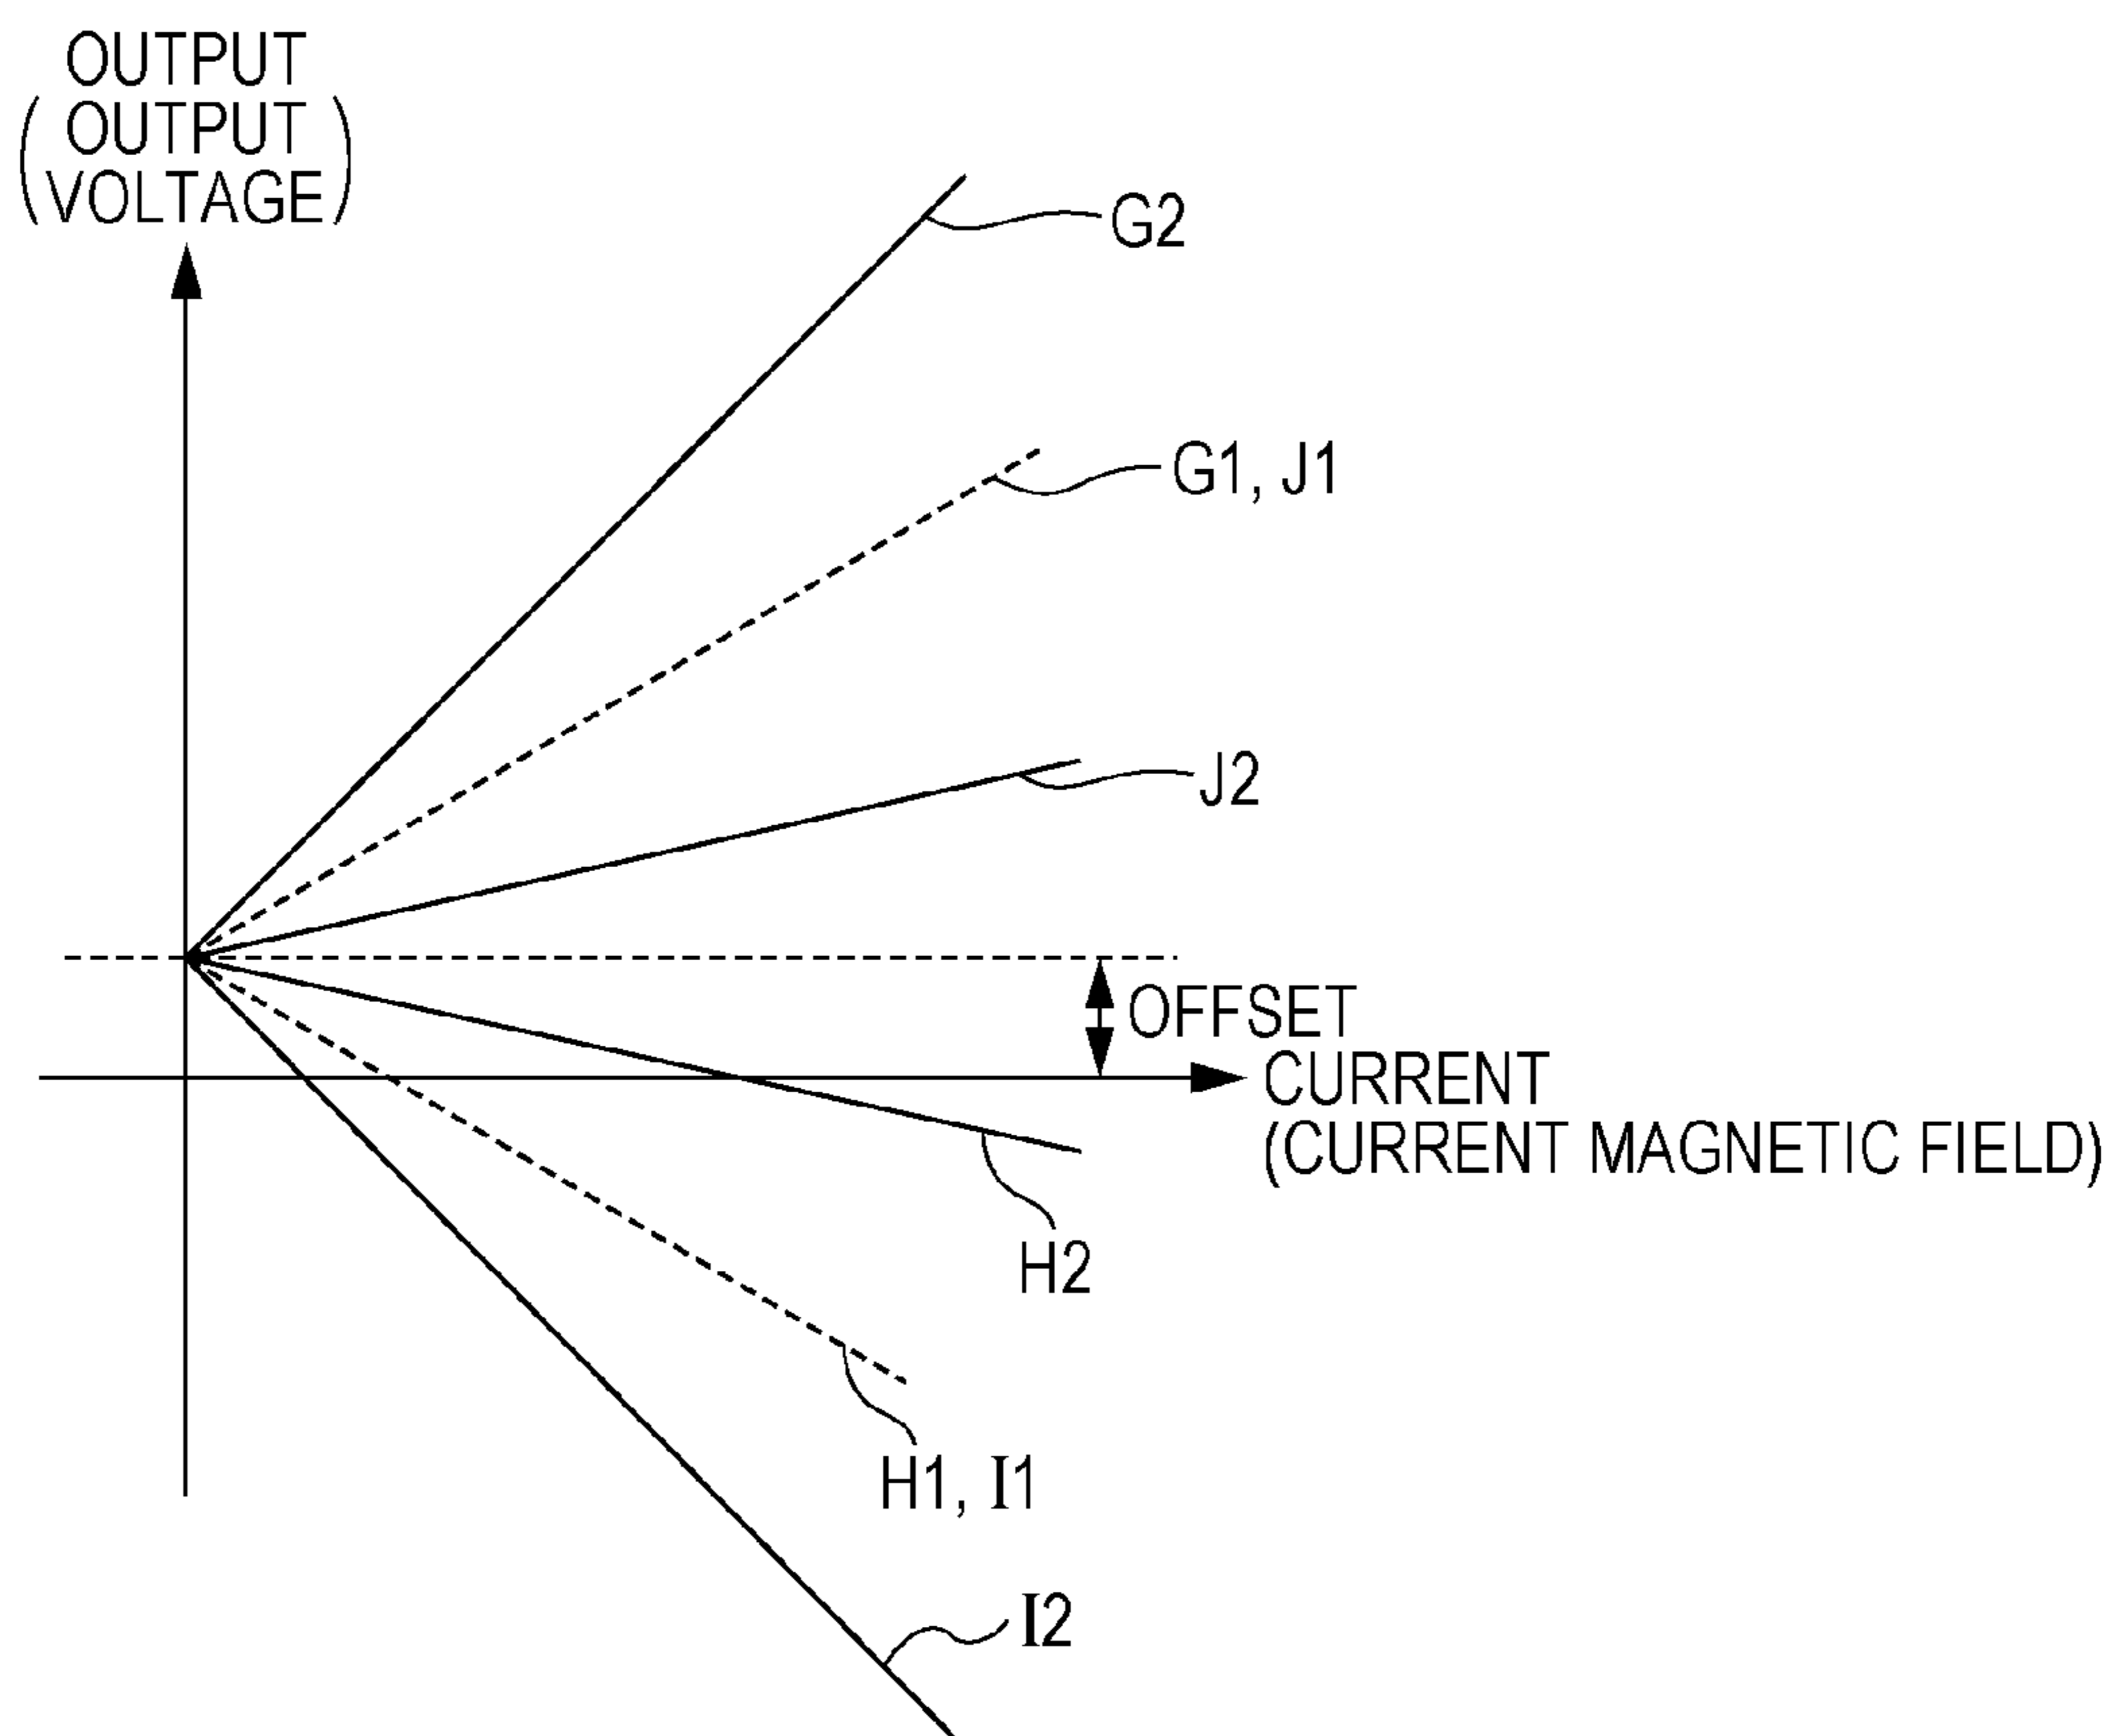 OUTPUT
(OUTPUT
VOLTAGE)
G2
G1, J1
J2
OFFSET
CURRENT
(CURRENT MAGNETIC FIELD)
H2
H1, I1
I2